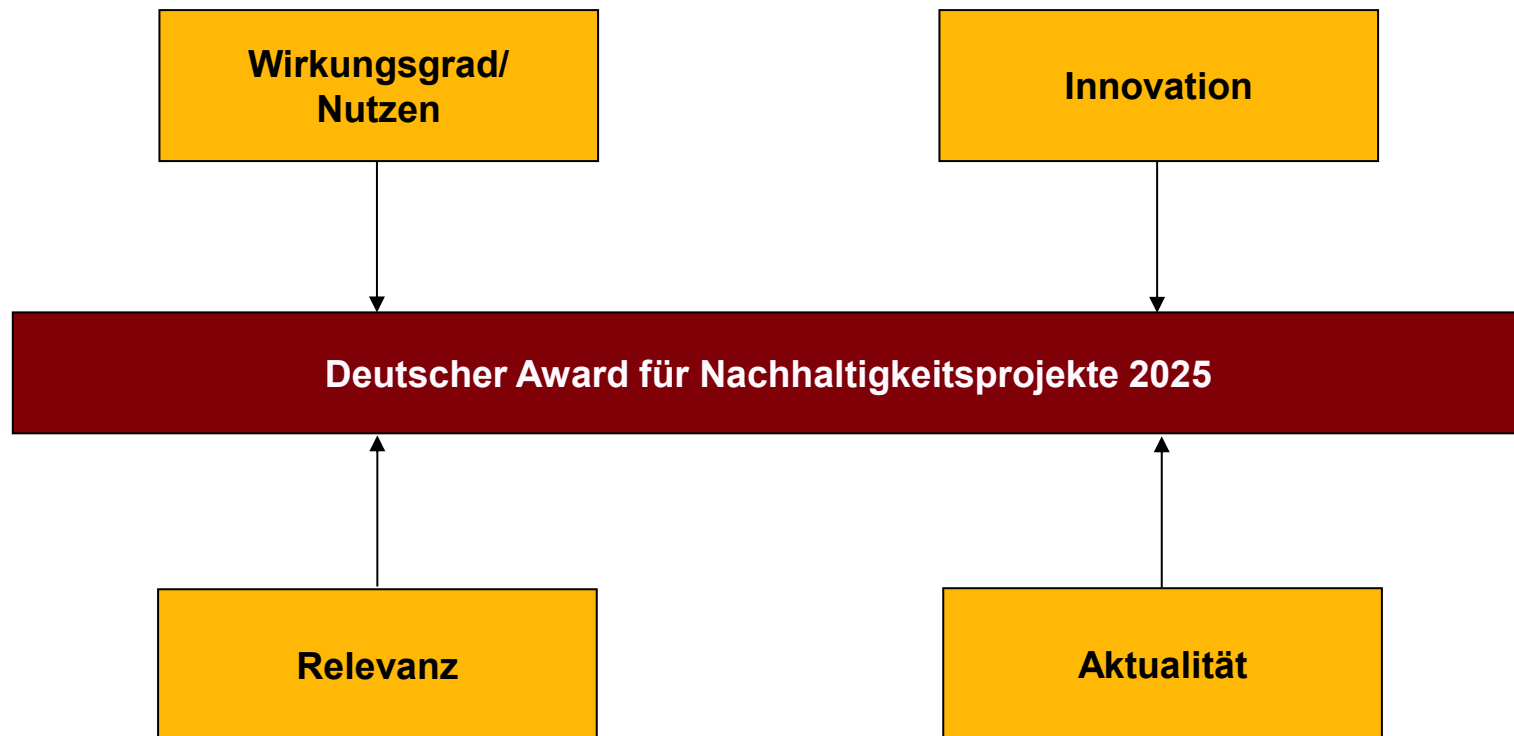 Wirkungsgrad/
Nutzen
Innovation
Deutscher Award für Nachhaltigkeitsprojekte 2025
Relevanz
Aktualität